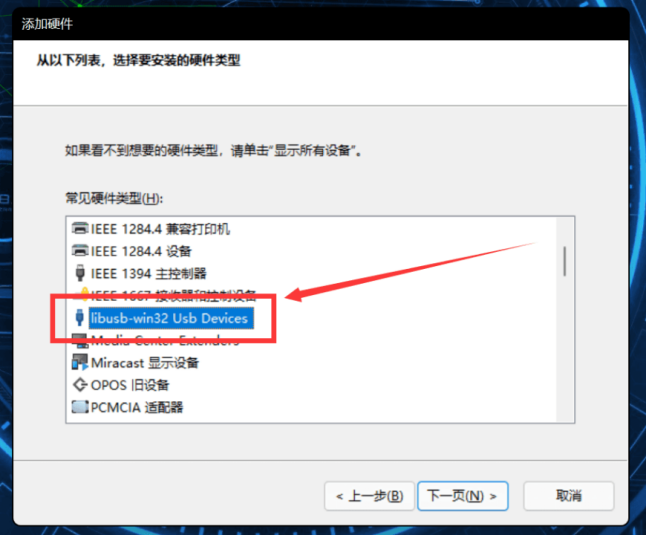 添加硬件
从以下列表，选择要安装的硬件类型
如果看不到想要的硬件类型，请单击“显示所有设备”。
常见硬件类型(H):
IEEE 1284.4 兼容打印机
IEEE 1284.4 设备
IEEE 1394 主控制器
IEEE 1667 接收器和控制设备
libusb-win32 Usb Devices
Media Center Extenders
Miracast 显示设备
OPOS 旧设备
PCMCIA 适配器
< 上一步(B)
下一页(N) >
取消